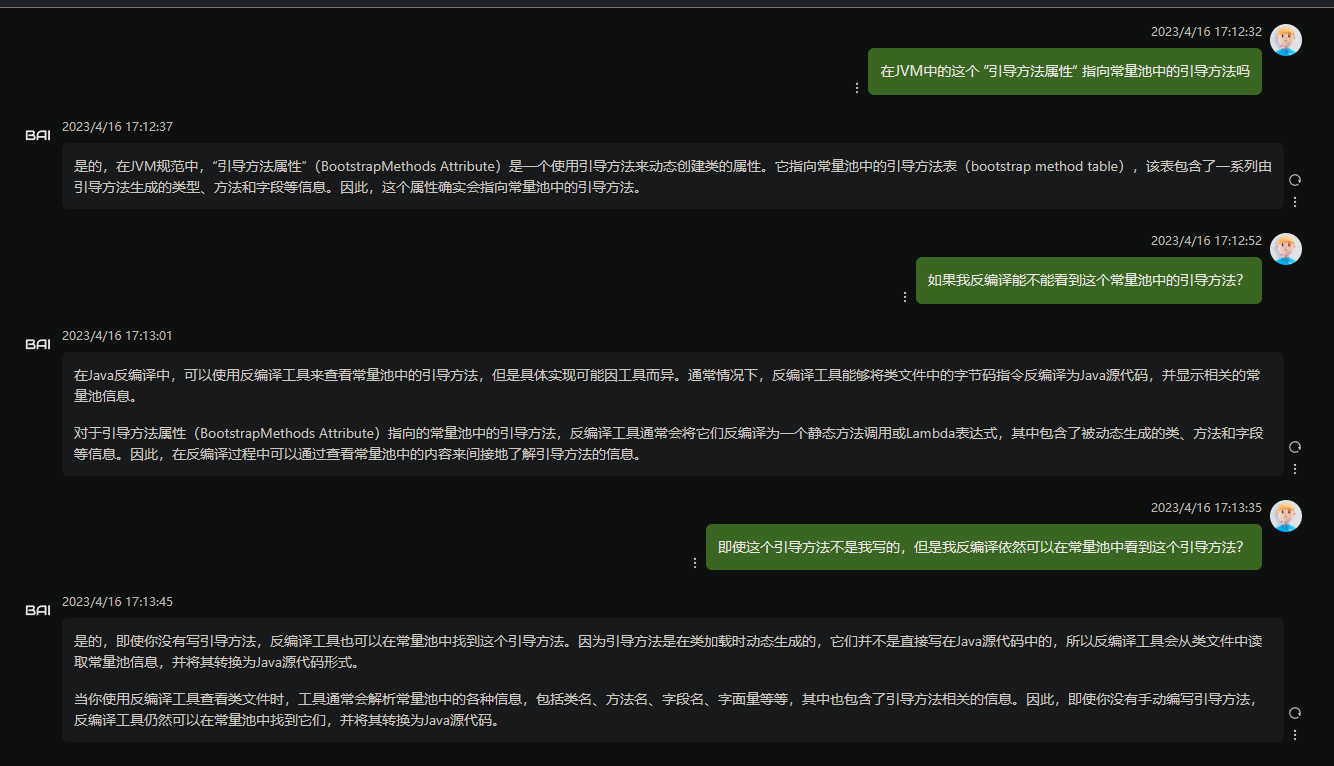 2023/4/16 17:12:32
在JVM中的这个 “引导方法属性” 指向常量池中的引导方法吗
BAI
2023/4/16 17:12:37
是的，在JVM规范中，“引导方法属性”（BootstrapMethods Attribute）是一个使用引导方法来动态创建类的属性。它指向常量池中的引导方法表（bootstrap method table），该表包含了一系列由
引导方法生成的类型、方法和字段等信息。因此，这个属性确实会指向常量池中的引导方法。
2023/4/16 17:12:52
如果我反编译能不能看到这个常量池中的引导方法？
BAI
2023/4/16 17:13:01
在Java反编译中，可以使用反编译工具来查看常量池中的引导方法，但是具体实现可能因工具而异。通常情况下，反编译工具能够将类文件中的字节码指令反编译为Java源代码，并显示相关的常
量池信息。
对于引导方法属性（BootstrapMethods Attribute）指向的常量池中的引导方法，反编译工具通常会将它们反编译为一个静态方法调用或Lambda表达式，其中包含了被动态生成的类、方法和字段
等信息。因此，在反编译过程中可以通过查看常量池中的内容来间接地了解引导方法的信息。
2023/4/16 17:13:35
即使这个引导方法不是我写的，但是我反编译依然可以在常量池中看到这个引导方法？
BAI
2023/4/16 17:13:45
是的，即使你没有写引导方法，反编译工具也可以在常量池中找到这个引导方法。因为引导方法是在类加载时动态生成的，它们并不是直接写在Java源代码中的，所以反编译工具会从类文件中读
取常量池信息，并将其转换为Java源代码形式。
当你使用反编译工具查看类文件时，工具通常会解析常量池中的各种信息，包括类名、方法名、字段名、字面量等等，其中也包含了引导方法相关的信息。因此，即使你没有手动编写引导方法，
反编译工具仍然可以在常量池中找到它们，并将其转换为Java源代码。